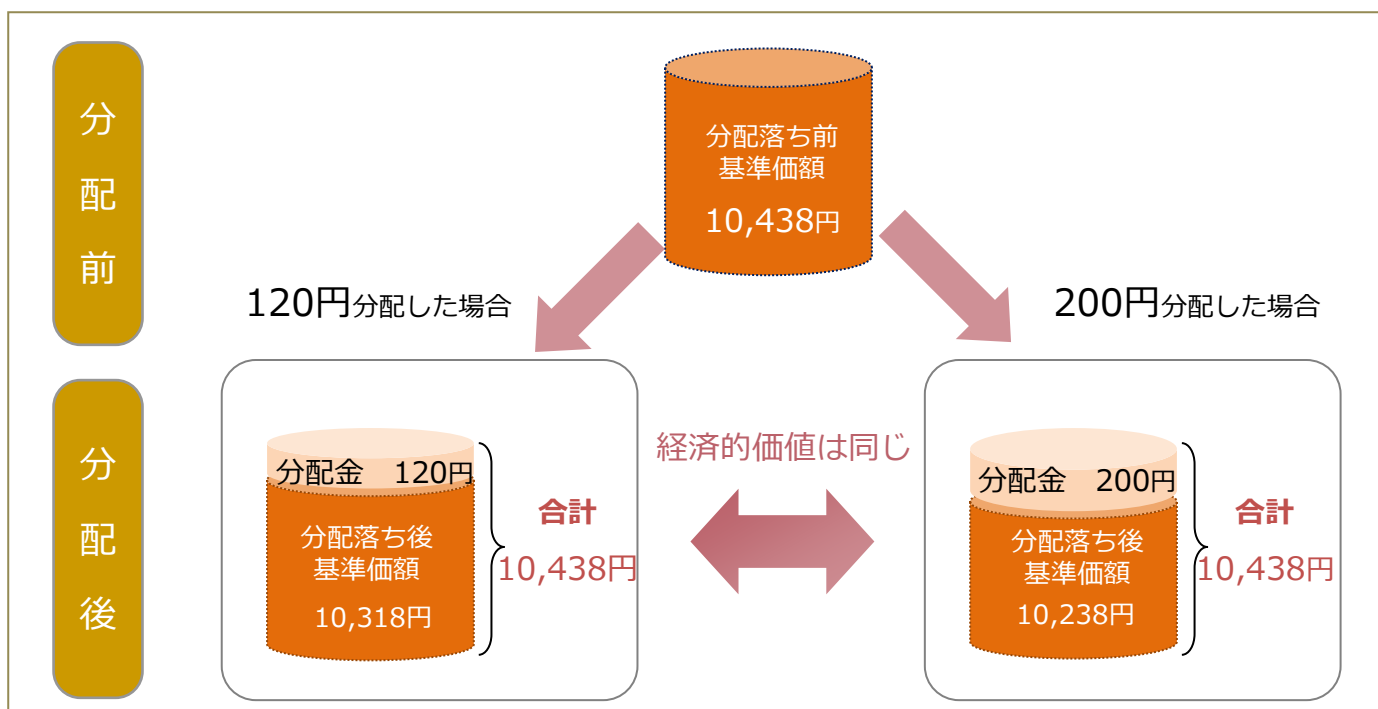 分配前
分配落ち前
基準価額
10,438円
120円分配した場合
200円分配した場合
分配後
分配金 120円
分配落ち後
基準価額
10,318円
合計
10,438円
経済的価値は同じ
分配金 200円
分配落ち後
基準価額
10,238円
合計
10,438円